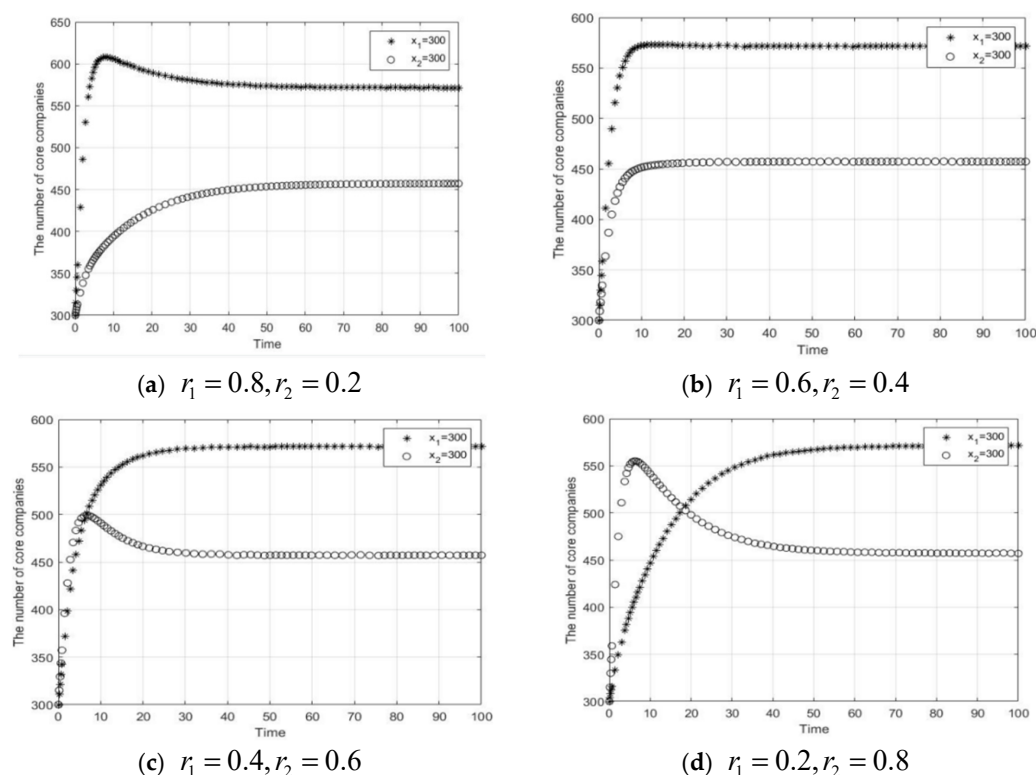 650
600
550
500
450
400
350
300
The number of core companies
0 10 20 30 40 50 60 70 80 90 100
Time
x1=300
x2=300
(a) r1 = 0.8, r2 = 0.2
600
550
500
450
400
350
300
The number of core companies
0 10 20 30 40 50 60 70 80 90 100
Time
x1=300
x2=300
(b) r1 = 0.6, r2 = 0.4
600
550
500
450
400
350
300
The number of core companies
0 10 20 30 40 50 60 70 80 90 100
Time
x1=300
x2=300
(c) r1 = 0.4, r2 = 0.6
600
550
500
450
400
350
300
The number of core companies
0 10 20 30 40 50 60 70 80 90 100
Time
x1=300
x2=300
(d) r1 = 0.2, r2 = 0.8